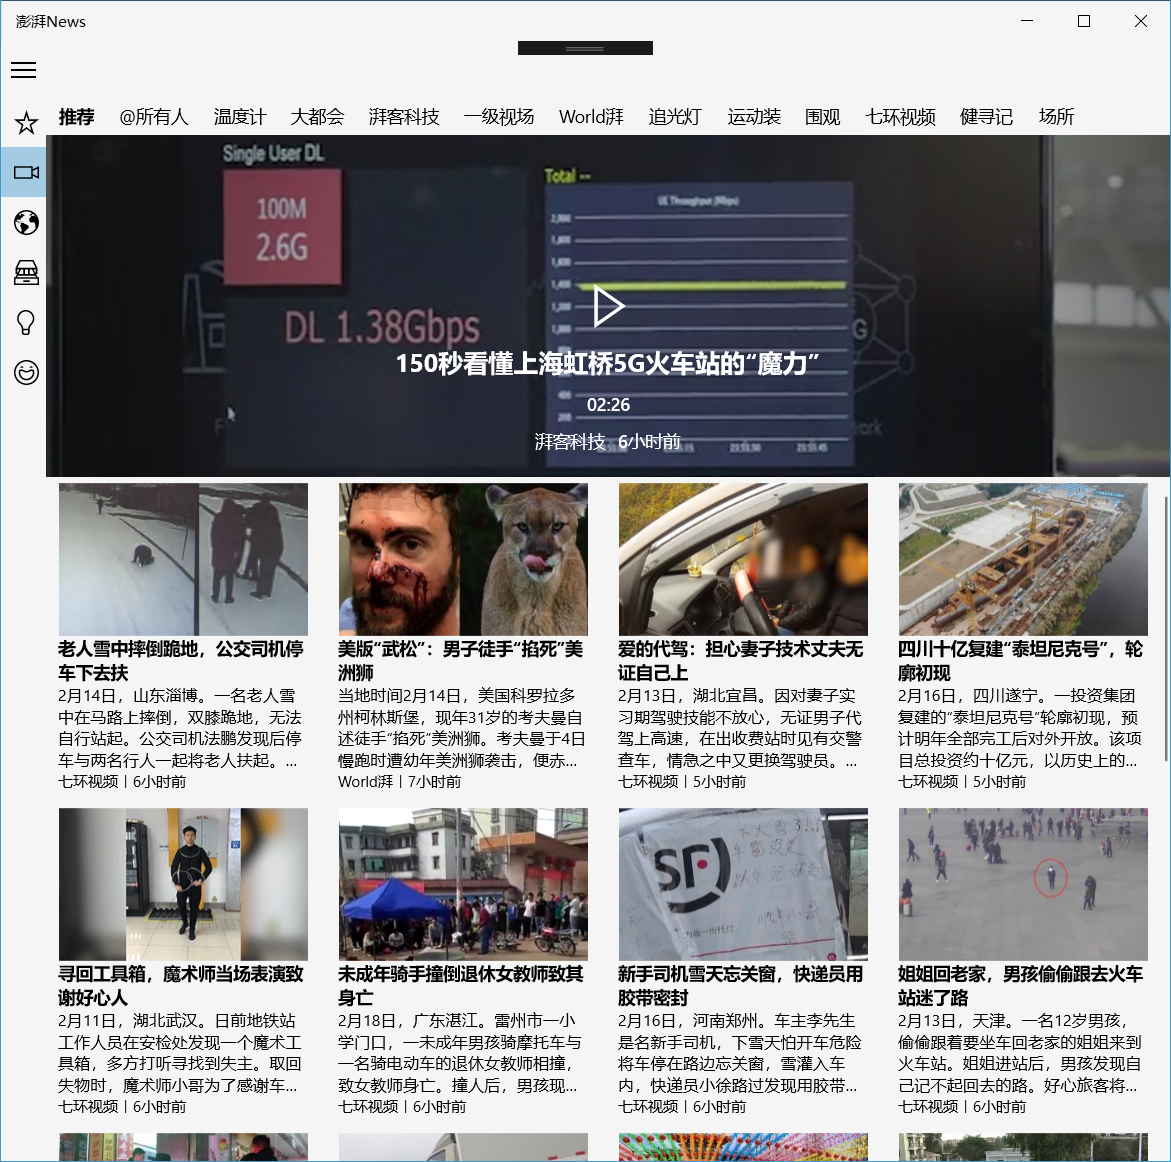 澎湃News
推荐 @所有人 温度计 大都会 湃客科技 一级视场 World湃 追光灯 运动装 围观 七环视频 健寻记 场所
Single User DL
100M
2.6G
DL 1.38Gbps
Total --
UE Throughput (Mbps)
2,000
1,800
1,600
1,400
1,200
1,000
800
600
400
200
23:55:30
23:55:45
150秒看懂上海虹桥5G火车站的“魔力”
02:26
湃客科技 6小时前
老人雪中摔倒跪地，公交司机停
车下去扶
2月14日，山东淄博。一名老人雪
中在马路上摔倒，双膝跪地，无法
自行站起。公交司机法鹏发现后停
车与两名行人一起将老人扶起。...
七环视频 | 6小时前
美版“武松”：男子徒手“掐死”美
洲狮
当地时间2月14日，美国科罗拉多
州柯林斯堡，现年31岁的考夫曼自
述徒手“掐死”美洲狮。考夫曼于4日
慢跑时遭幼年美洲狮袭击，便赤...
World湃 | 7小时前
爱的代驾：担心妻子技术丈夫无
证自己上
2月13日，湖北宜昌。因对妻子实
习期驾驶技能不放心，无证男子代
驾上高速，在出收费站时见有交警
查车，情急之中又更换驾驶员。...
七环视频 | 5小时前
四川十亿复建“泰坦尼克号”，轮
廓初现
2月16日，四川遂宁。一投资集团
复建的“泰坦尼克号”轮廓初现，预
计明年全部完工后对外开放。该项
目总投资约十亿元，以历史上的...
七环视频 | 5小时前
寻回工具箱，魔术师当场表演致
谢好心人
2月11日，湖北武汉。日前地铁站
工作人员在安检处发现一个魔术工
具箱，多方打听寻找到失主。取回
失物时，魔术师小哥为了感谢车...
七环视频 | 6小时前
未成年骑手撞倒退休女教师致其
身亡
2月18日，广东湛江。雷州市一小
学门口，一未成年男孩骑摩托车与
一名骑电动车的退休女教师相撞，
致女教师身亡。撞人后，男孩现...
七环视频 | 6小时前
SF
下大雪了!!!
新手司机雪天忘关窗，快递员用
胶带密封
2月16日，河南郑州。车主李先生
是名新手司机，下雪天怕开车危险
将车停在路边忘关窗，雪灌入车
内，快递员小徐路过发现用胶带...
七环视频 | 6小时前
姐姐回老家，男孩偷偷跟去火车
站迷了路
2月13日，天津。一名12岁男孩，
偷偷跟着要坐车回老家的姐姐来到
火车站。姐姐进站后，男孩发现自
己记不起回去的路。好心旅客将...
七环视频 | 6小时前